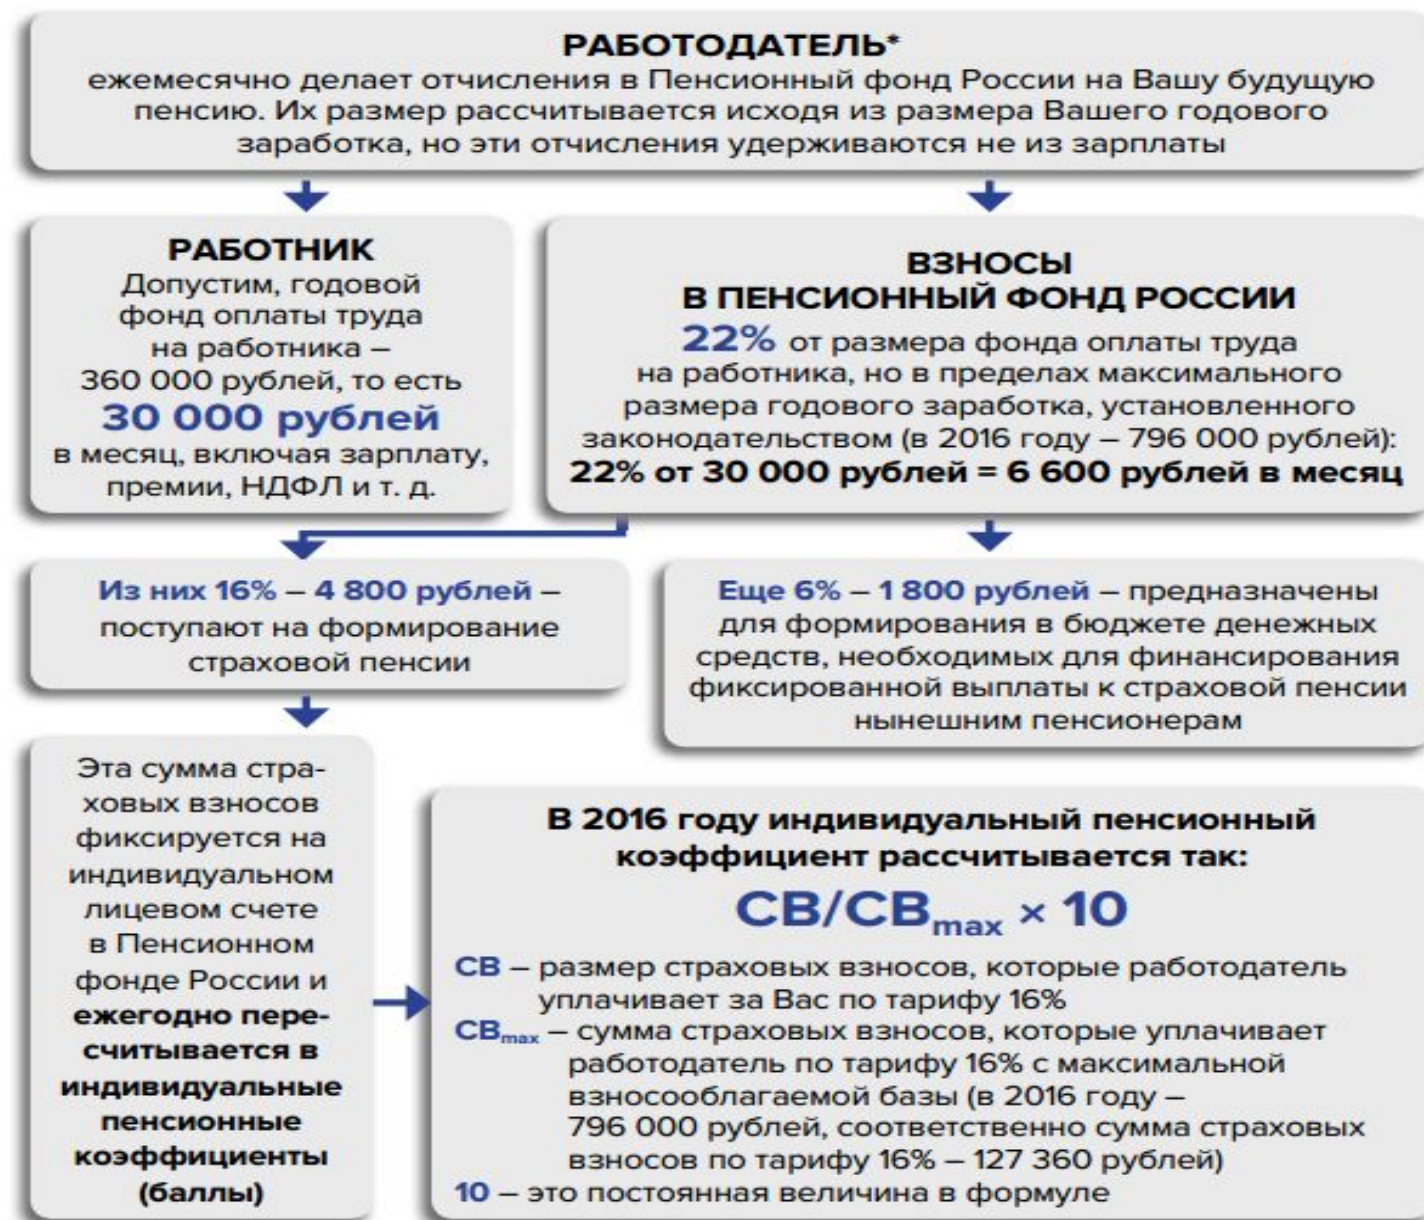 РАБОТОДАТЕЛЬ*
ежемесячно делает отчисления в Пенсионный фонд России на Вашу будущую
пенсию. Их размер рассчитывается исходя из размера Вашего годового
заработка, но эти отчисления удерживаются не из зарплаты
РАБОТНИК
Допустим, годовой
фонд оплаты труда
на работника –
360 000 рублей, то есть
30 000 рублей
в месяц, включая зарплату,
премии, НДФЛ и т. д.
ВЗНОСЫ
В ПЕНСИОННЫЙ ФОНД РОССИИ
22% от размера фонда оплаты труда
на работника, но в пределах максимального
размера годового заработка, установленного
законодательством (в 2016 году – 796 000 рублей):
22% от 30 000 рублей = 6 600 рублей в месяц
Из них 16% – 4 800 рублей –
поступают на формирование
страховой пенсии
Еще 6% – 1 800 рублей – предназначены
для формирования в бюджете денежных
средств, необходимых для финансирования
фиксированной выплаты к страховой пенсии
нынешним пенсионерам
Эта сумма стра-
ховых взносов
фиксируется на
индивидуальном
лицевом счете
в Пенсионном
фонде России и
ежегодно пере-
считывается в
индивидуальные
пенсионные
коэффициенты
(баллы)
В 2016 году индивидуальный пенсионный
коэффициент рассчитывается так:
СВ/СВmax × 10
СВ – размер страховых взносов, которые работодатель
уплачивает за Вас по тарифу 16%
СВmax – сумма страховых взносов, которые уплачивает
работодатель по тарифу 16% с максимальной
взносооблагаемой базы (в 2016 году –
796 000 рублей, соответственно сумма страховых
взносов по тарифу 16% – 127 360 рублей)
10 – это постоянная величина в формуле